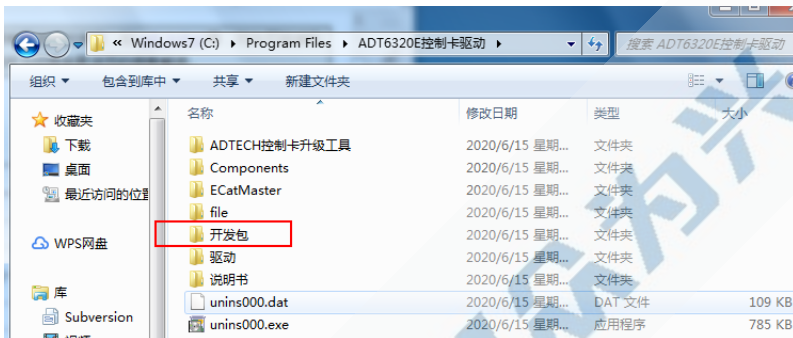 « Windows7 (C:) ▸ Program Files ▸ ADT6320E控制卡驱动 ▸ 搜索 ADT6320E控制卡驱动
组织 包含到库中 共享 新建文件夹
名称 修改日期 类型 大小
收藏夹
下载
桌面
最近访问的位置
WPS网盘
库
Subversion
ADTECH控制卡升级工具 2020/6/15 星期... 文件夹
Components 2020/6/15 星期... 文件夹
ECatMaster 2020/6/15 星期... 文件夹
file 2020/6/15 星期... 文件夹
开发包 2020/6/15 星期... 文件夹
驱动 2020/6/15 星期... 文件夹
说明书 2020/6/15 星期... 文件夹
unins000.dat 2020/6/15 星期... DAT 文件 109 KB
unins000.exe 2020/6/15 星期... 应用程序 785 KB
众为兴